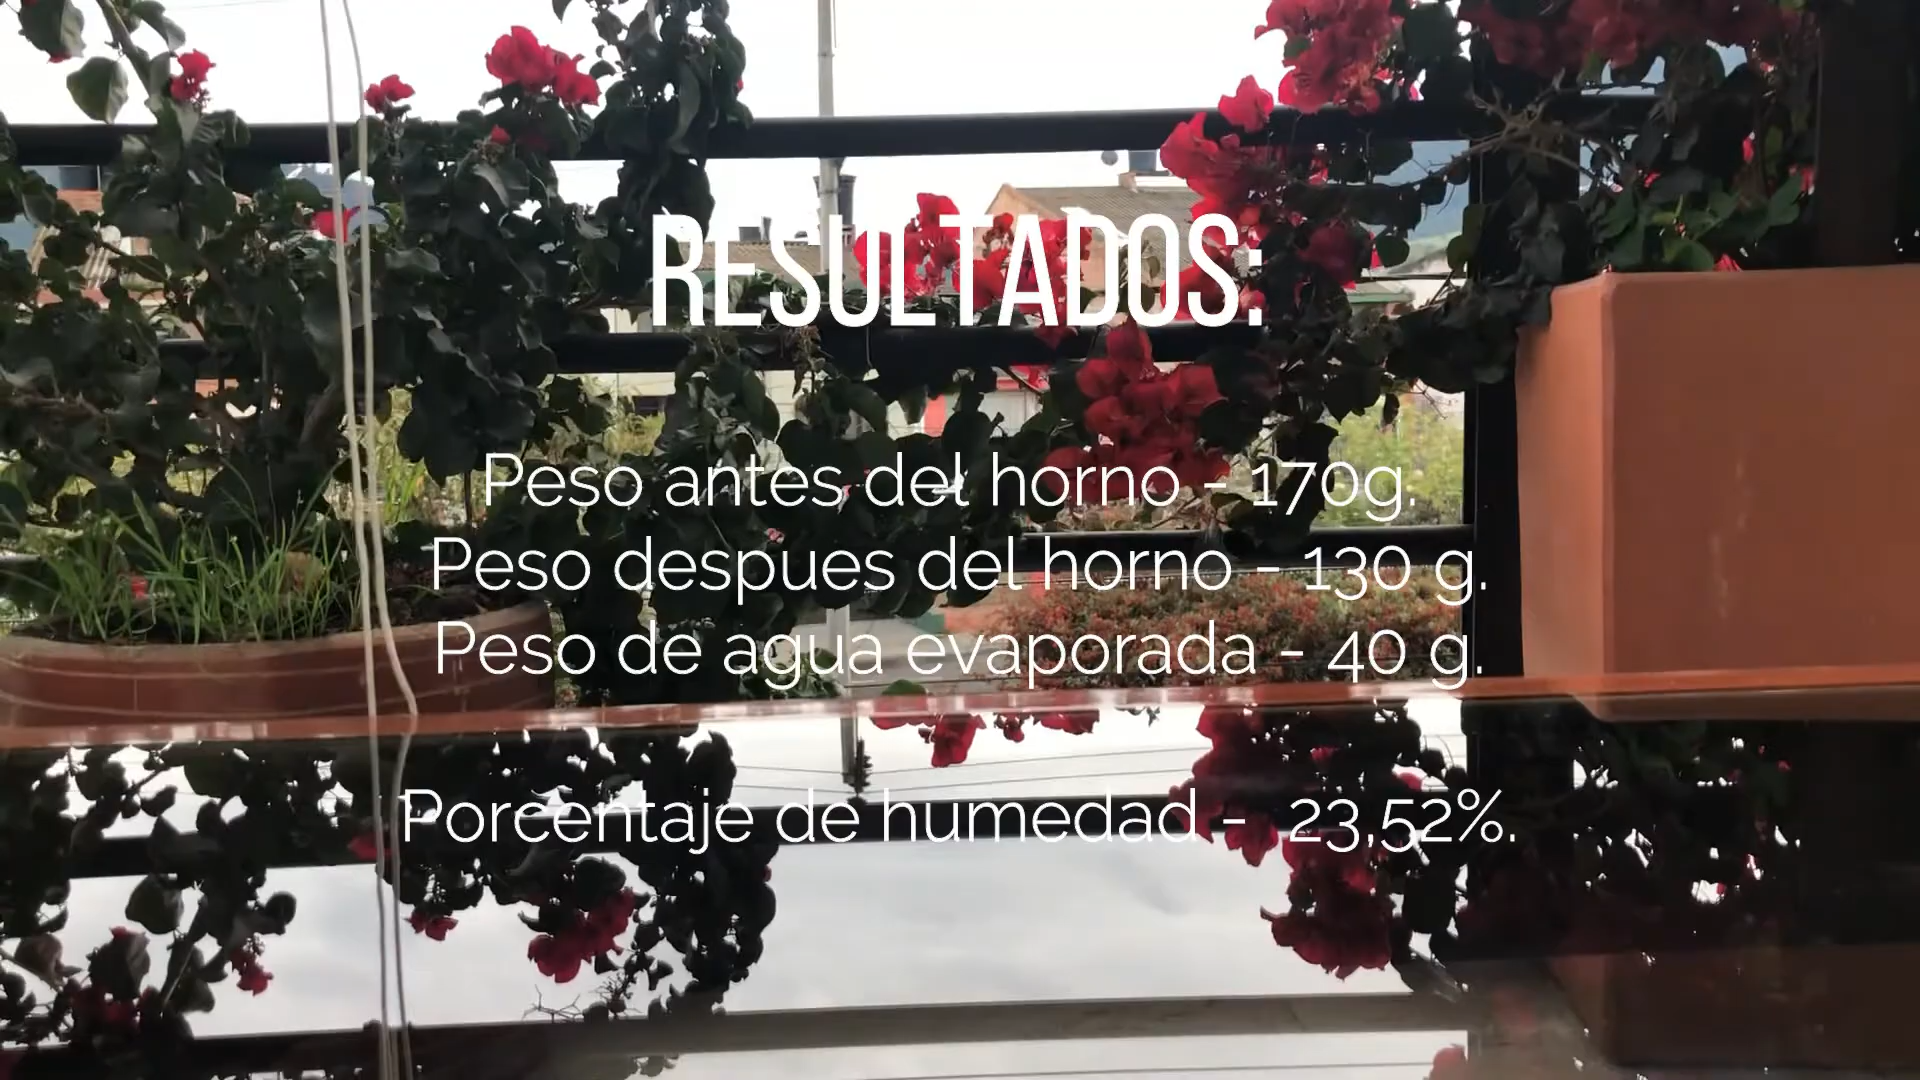 RESULTADOS:
Peso antes del horno - 170g.
Peso despues del horno - 130 g.
Peso de agua evaporada - 40 g.
Porcentaje de humedad - 23,52%.